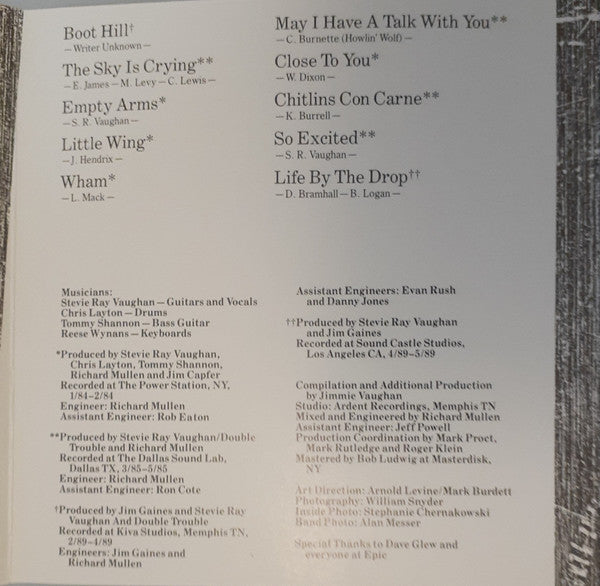 Boot Hill†
—Writer Unknown—
The Sky Is Crying**
—E. James—M. Levy—C. Lewis—
Empty Arms*
—S. R. Vaughan—
Little Wing*
—J. Hendrix—
Wham*
—L. Mack—
May I Have A Talk With You**
—C. Burnette (Howlin' Wolf)—
Close To You*
—W. Dixon—
Chitlins Con Carne**
—K. Burrell—
So Excited**
—S. R. Vaughan—
Life By The Drop††
—D. Bramhall—B. Logan—
Musicians:
Stevie Ray Vaughan—Guitars and Vocals
Chris Layton—Drums
Tommy Shannon—Bass Guitar
Reese Wynans—Keyboards
*Produced by Stevie Ray Vaughan,
Chris Layton, Tommy Shannon,
Richard Mullen and Jim Capfer
Recorded at The Power Station, NY,
1/84–2/84
Engineer: Richard Mullen
Assistant Engineer: Rob Eaton
**Produced by Stevie Ray Vaughan/Double
Trouble and Richard Mullen
Recorded at The Dallas Sound Lab,
Dallas TX, 3/85–5/85
Engineer: Richard Mullen
Assistant Engineer: Ron Cote
†Produced by Jim Gaines and Stevie Ray
Vaughan And Double Trouble
Recorded at Kiva Studios, Memphis TN,
2/89–4/89
Engineers: Jim Gaines and
Richard Mullen
Assistant Engineers: Evan Rush
and Danny Jones
††Produced by Stevie Ray Vaughan
and Jim Gaines
Recorded at Sound Castle Studios,
Los Angeles CA, 4/89–5/89
Compilation and Additional Production
by Jimmie Vaughan
Studio: Ardent Recordings, Memphis TN
Mixed and Engineered by Richard Mullen
Assistant Engineer: Jeff Powell
Production Coordination by Mark Proct,
Mark Rutledge and Roger Klein
Mastered by Bob Ludwig at Masterdisk,
NY
Art Direction: Arnold Levine/Mark Burdett
Photography: William Snyder
Inside Photo: Stephanie Chernakowski
Band Photo: Alan Messer
Special Thanks to Dave Glew and
everyone at Epic